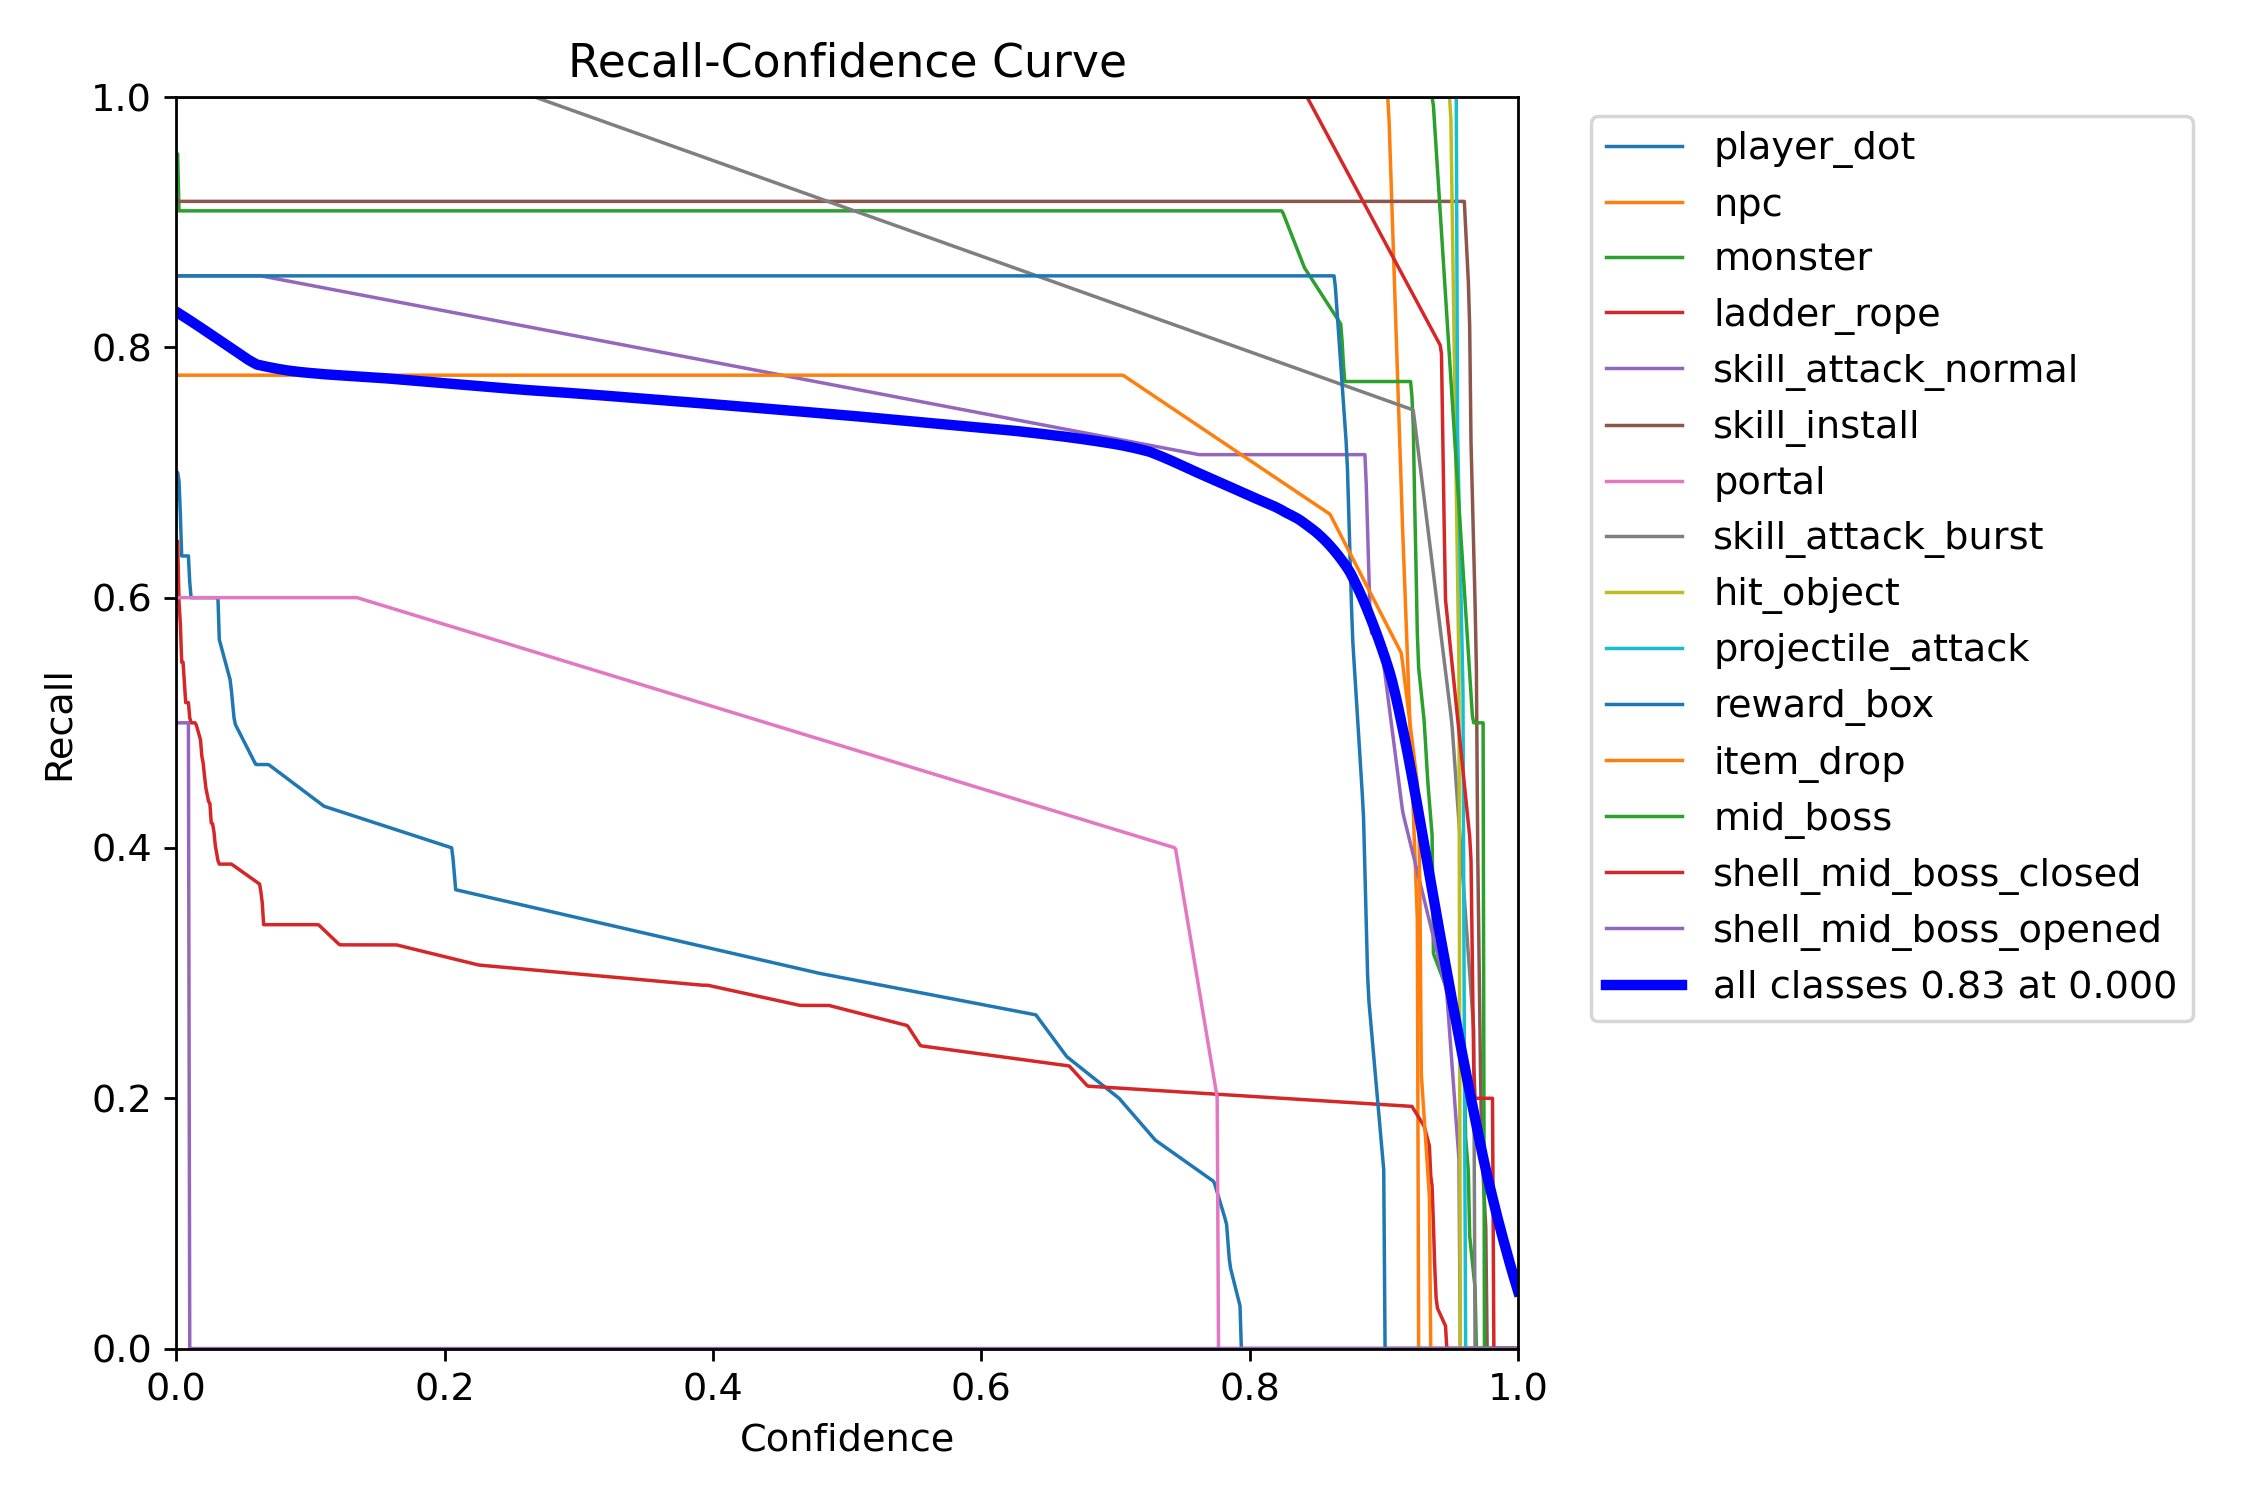 Recall-Confidence Curve
1.0
0.8
0.6
0.4
0.2
0.0
Recall
0.0 0.2 0.4 0.6 0.8 1.0
Confidence
player_dot
npc
monster
ladder_rope
skill_attack_normal
skill_install
portal
skill_attack_burst
hit_object
projectile_attack
reward_box
item_drop
mid_boss
shell_mid_boss_closed
shell_mid_boss_opened
all classes 0.83 at 0.000